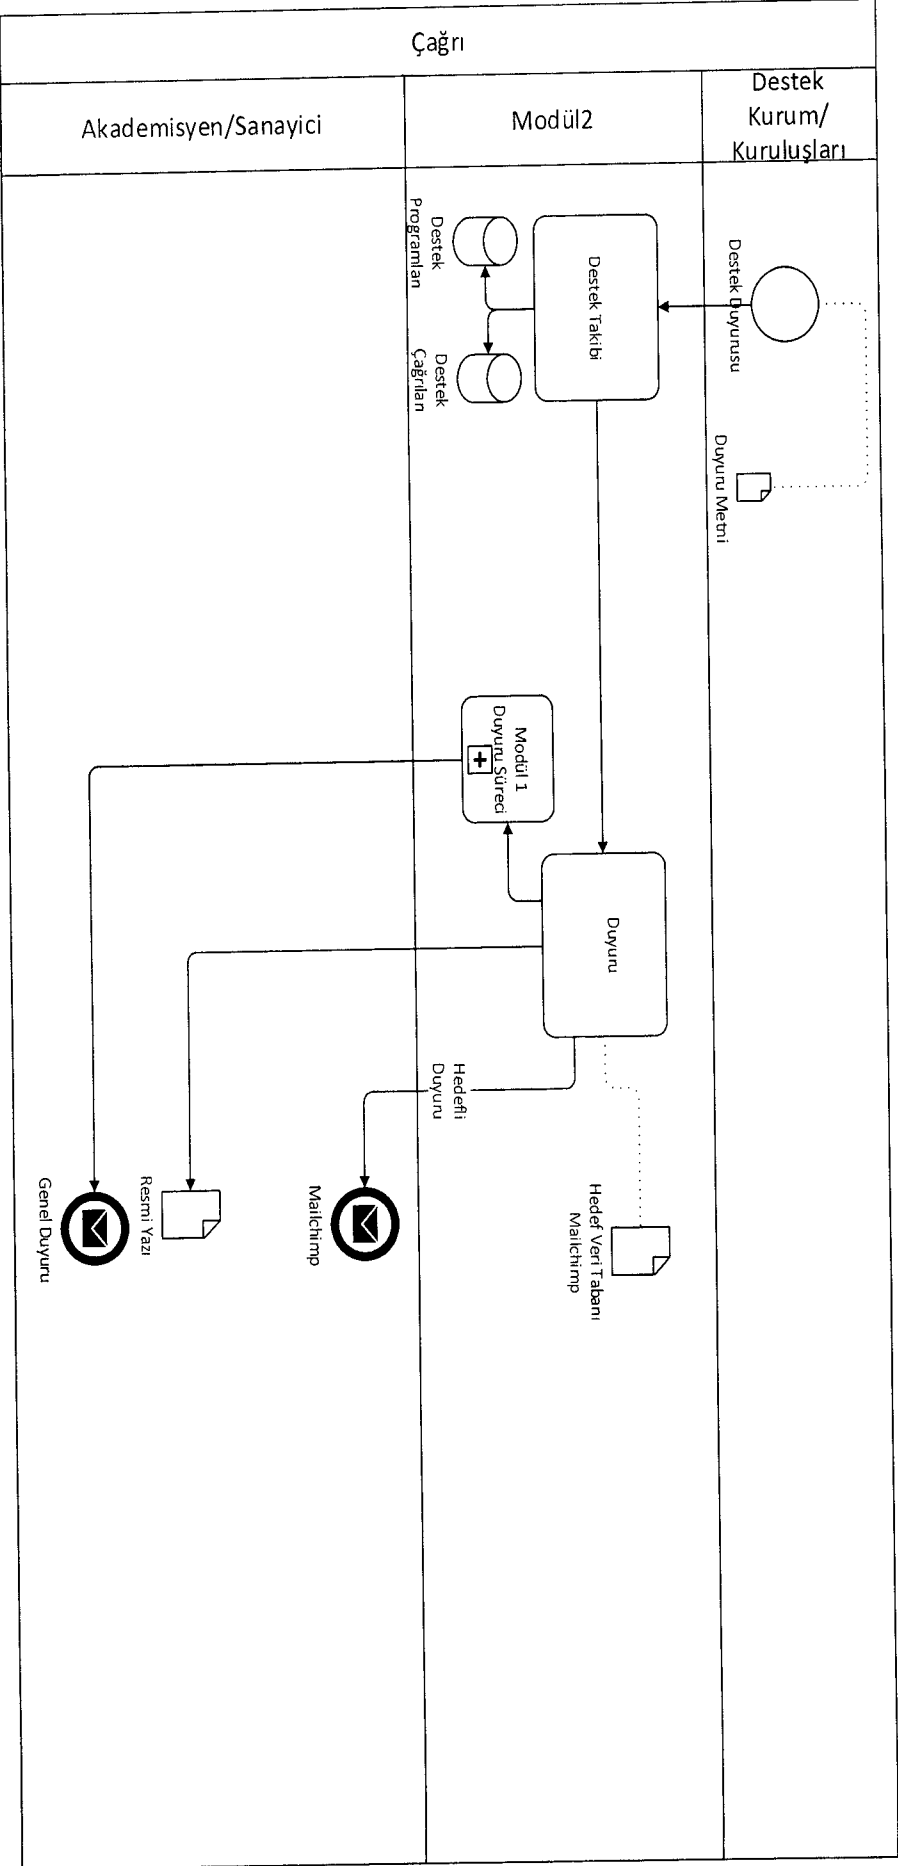 Çağrı
Akademisyen/Sanayici
Modül2
Destek
Kurum/
Kuruluşları
Destek Duyurusu
Duyuru Metni
Destek Takibi
Destek
Programları
Destek
Çağrıları
Modül 1
Duyuru Süreci
Duyuru
Hedefli
Duyuru
Hedef Veri Tabanı
Mailchimp
Mailchimp
Resmi Yazı
Genel Duyuru